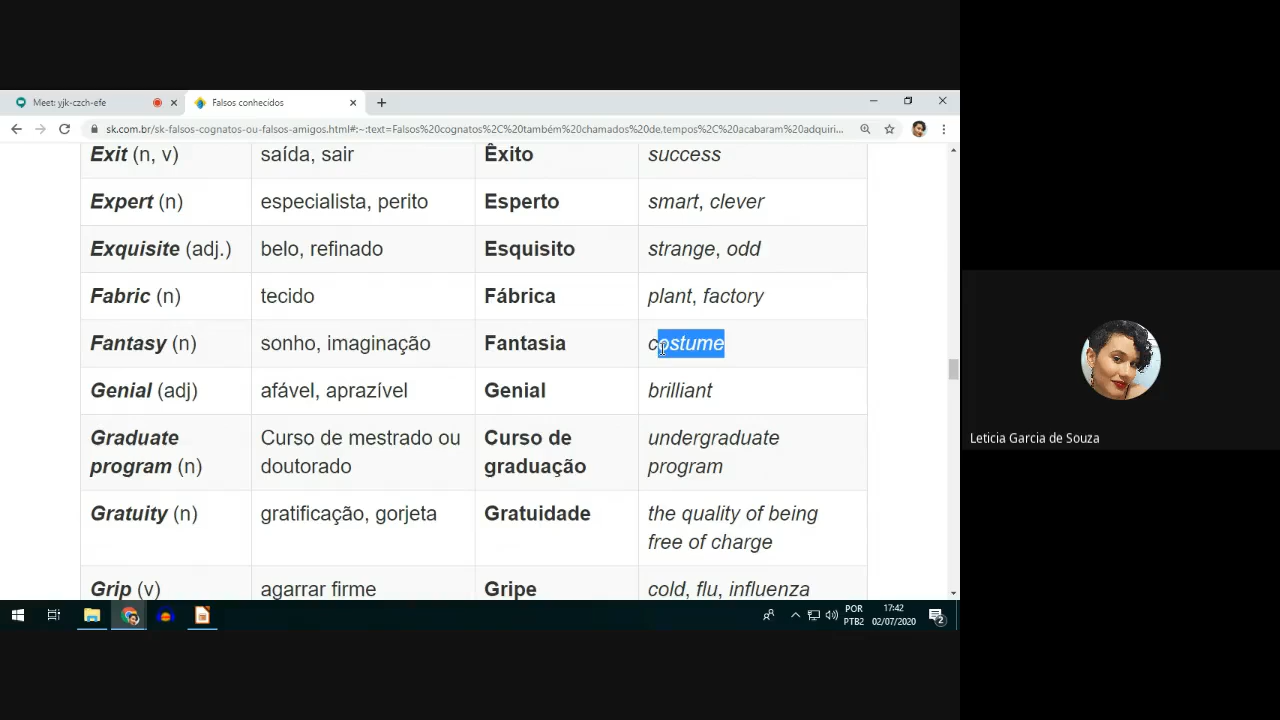 Meet: yjk-czch-efe
Falsos conhecidos
sk.com.br/sk-falsos-cognatos-ou-falsos-amigos.html#:~:text=Falsos%20cognatos%2C%20também%20chamados%20de.tempos%2C%20acabaram%20adquiri...
Exit (n, v) saída, sair Êxito success
Expert (n) especialista, perito Esperto smart, clever
Exquisite (adj.) belo, refinado Esquisito strange, odd
Fabric (n) tecido Fábrica plant, factory
Fantasy (n) sonho, imaginação Fantasia costume
Genial (adj) afável, aprazível Genial brilliant
Graduate Curso de mestrado ou Curso de undergraduate
program (n) doutorado graduação program
Gratuity (n) gratificação, gorjeta Gratuidade the quality of being
free of charge
Grip (v) agarrar firme Gripe cold, flu, influenza
Leticia Garcia de Souza
POR 17:42
PTB2 02/07/2020 2